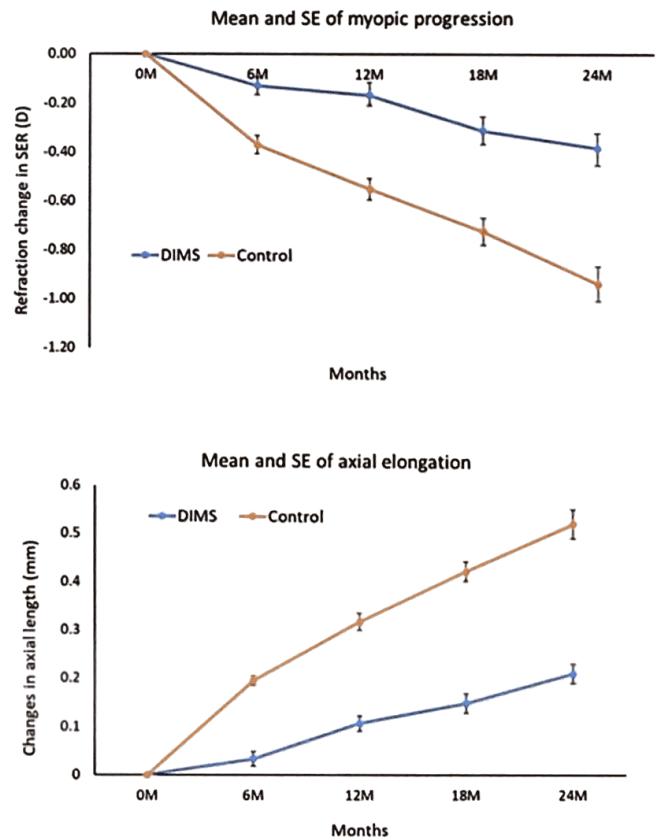 Mean and SE of myopic progression
0.00
0M 6M 12M 18M 24M
-0.20
-0.40
-0.60
-0.80
-1.00
-1.20
Refraction change in SER (D)
DIMS Control
Months
Mean and SE of axial elongation
0.6
0.5
0.4
0.3
0.2
0.1
0
Changes in axial length (mm)
DIMS Control
0M 6M 12M 18M 24M
Months